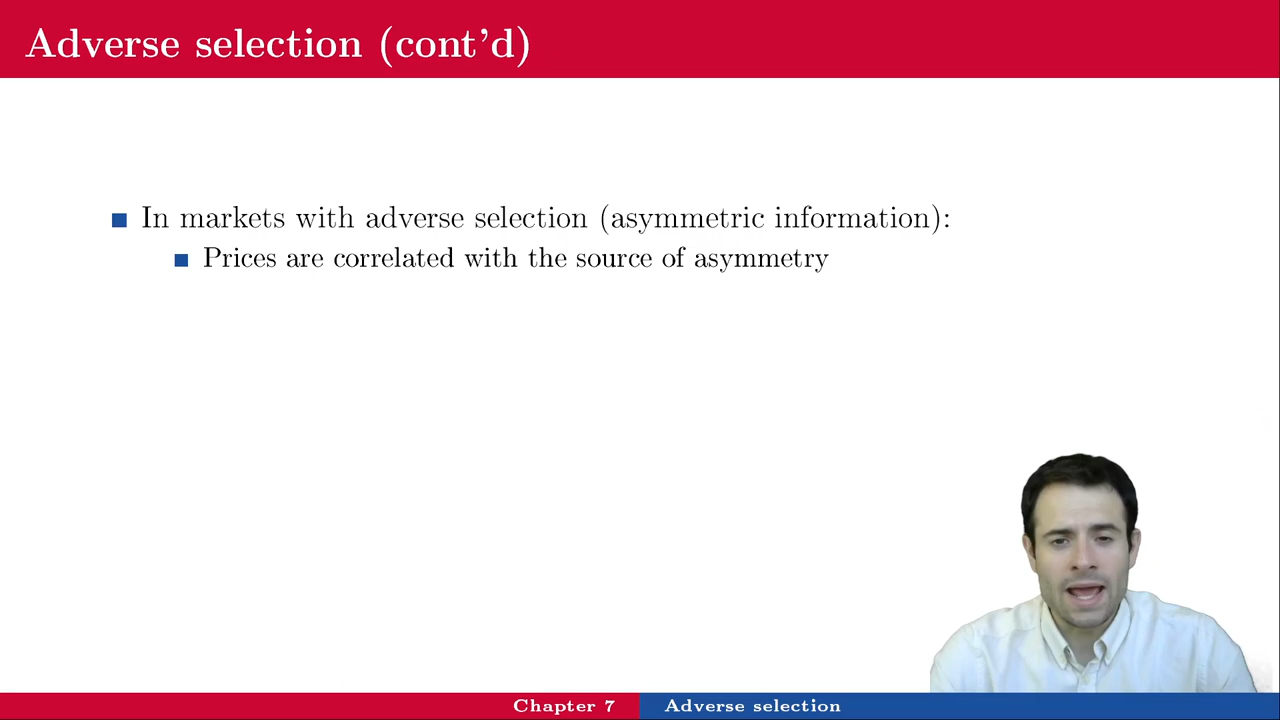 Adverse selection (cont'd)
In markets with adverse selection (asymmetric information):
Prices are correlated with the source of asymmetry
Chapter 7
Adverse selection